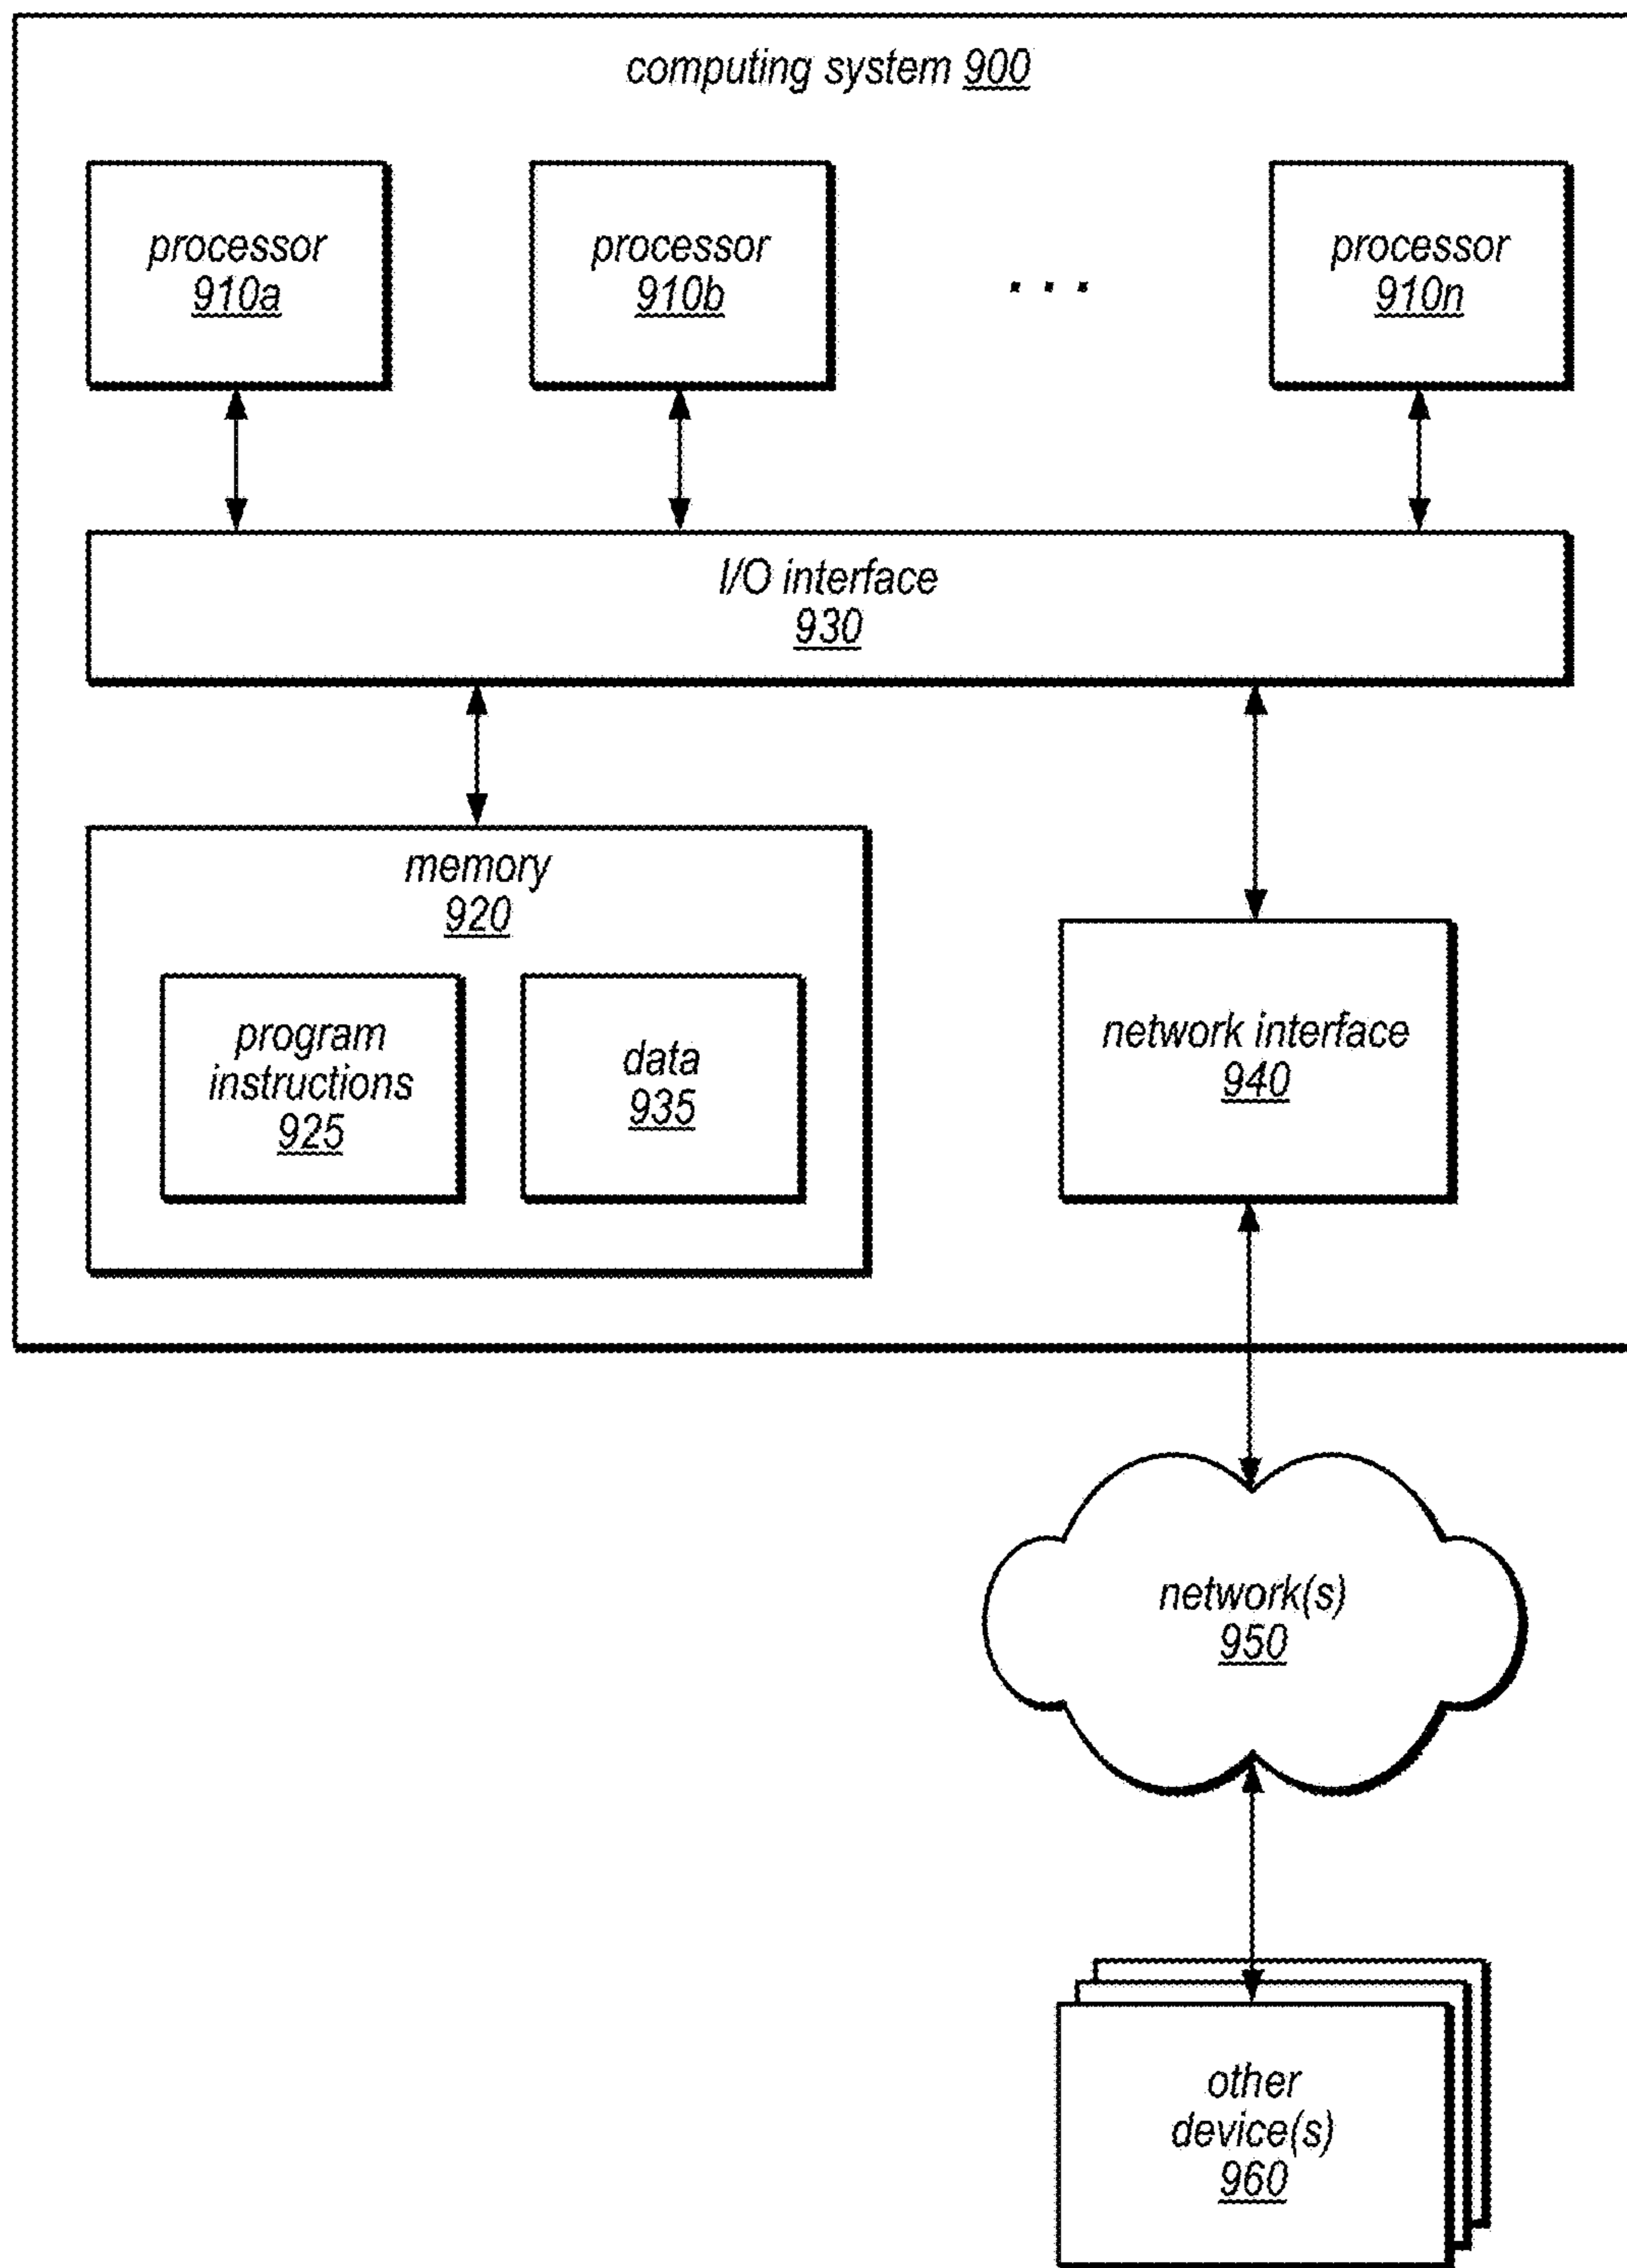 computing system 900
processor
910a
processor
910b
. . .
processor
910n
I/O interface
930
memory
920
program
instructions
925
data
935
network interface
940
network(s)
950
other
device(s)
960